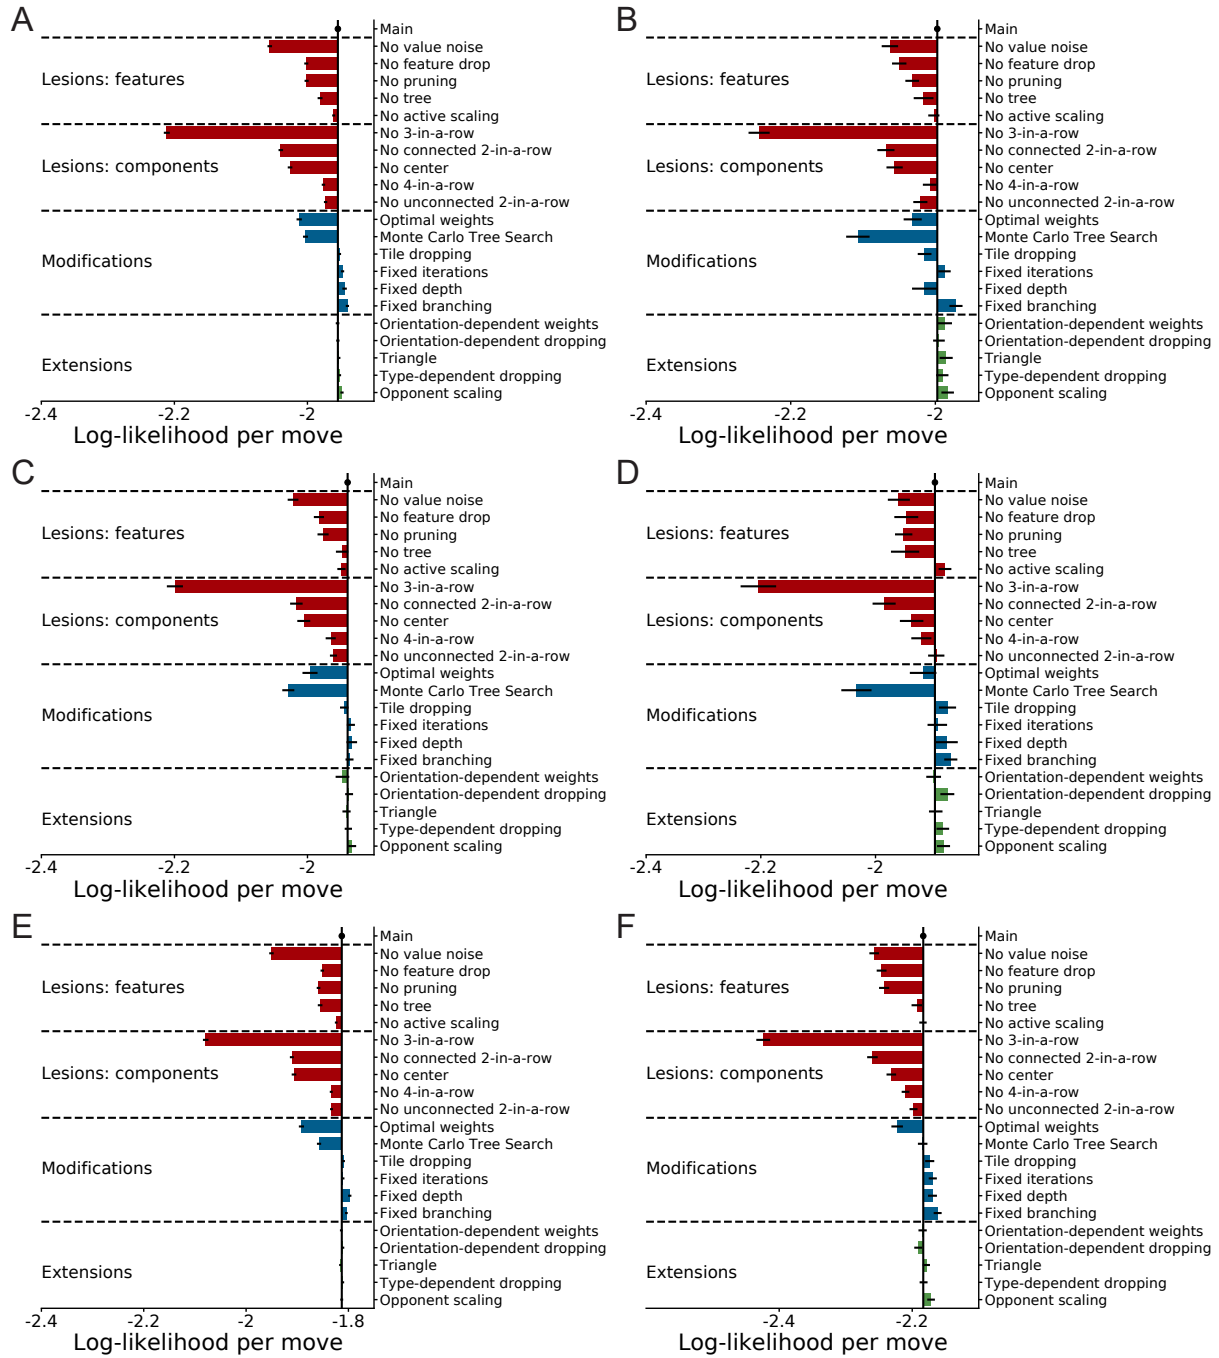 A
Main
No value noise
No feature drop
Lesions: features
No pruning
No tree
No active scaling
No 3-in-a-row
No connected 2-in-a-row
Lesions: components
No center
No 4-in-a-row
No unconnected 2-in-a-row
Optimal weights
Monte Carlo Tree Search
Tile dropping
Modifications
Fixed iterations
Fixed depth
Fixed branching
Orientation-dependent weights
Orientation-dependent dropping
Triangle
Extensions
Type-dependent dropping
Opponent scaling
-2.4 -2.2 -2
Log-likelihood per move
B
Main
No value noise
No feature drop
Lesions: features
No pruning
No tree
No active scaling
No 3-in-a-row
No connected 2-in-a-row
Lesions: components
No center
No 4-in-a-row
No unconnected 2-in-a-row
Optimal weights
Monte Carlo Tree Search
Tile dropping
Modifications
Fixed iterations
Fixed depth
Fixed branching
Orientation-dependent weights
Orientation-dependent dropping
Triangle
Extensions
Type-dependent dropping
Opponent scaling
-2.4 -2.2 -2
Log-likelihood per move
C
Main
No value noise
No feature drop
Lesions: features
No pruning
No tree
No active scaling
No 3-in-a-row
No connected 2-in-a-row
Lesions: components
No center
No 4-in-a-row
No unconnected 2-in-a-row
Optimal weights
Monte Carlo Tree Search
Tile dropping
Modifications
Fixed iterations
Fixed depth
Fixed branching
Orientation-dependent weights
Orientation-dependent dropping
Triangle
Extensions
Type-dependent dropping
Opponent scaling
-2.4 -2.2 -2
Log-likelihood per move
D
Main
No value noise
No feature drop
Lesions: features
No pruning
No tree
No active scaling
No 3-in-a-row
No connected 2-in-a-row
Lesions: components
No center
No 4-in-a-row
No unconnected 2-in-a-row
Optimal weights
Monte Carlo Tree Search
Tile dropping
Modifications
Fixed iterations
Fixed depth
Fixed branching
Orientation-dependent weights
Orientation-dependent dropping
Triangle
Extensions
Type-dependent dropping
Opponent scaling
-2.4 -2.2 -2
Log-likelihood per move
E
Main
No value noise
No feature drop
Lesions: features
No pruning
No tree
No active scaling
No 3-in-a-row
No connected 2-in-a-row
Lesions: components
No center
No 4-in-a-row
No unconnected 2-in-a-row
Optimal weights
Monte Carlo Tree Search
Tile dropping
Modifications
Fixed iterations
Fixed depth
Fixed branching
Orientation-dependent weights
Orientation-dependent dropping
Triangle
Extensions
Type-dependent dropping
Opponent scaling
-2.4 -2.2 -2 -1.8
Log-likelihood per move
F
Main
No value noise
No feature drop
Lesions: features
No pruning
No tree
No active scaling
No 3-in-a-row
No connected 2-in-a-row
Lesions: components
No center
No 4-in-a-row
No unconnected 2-in-a-row
Optimal weights
Monte Carlo Tree Search
Tile dropping
Modifications
Fixed iterations
Fixed depth
Fixed branching
Orientation-dependent weights
Orientation-dependent dropping
Triangle
Extensions
Type-dependent dropping
Opponent scaling
-2.4 -2.2
Log-likelihood per move